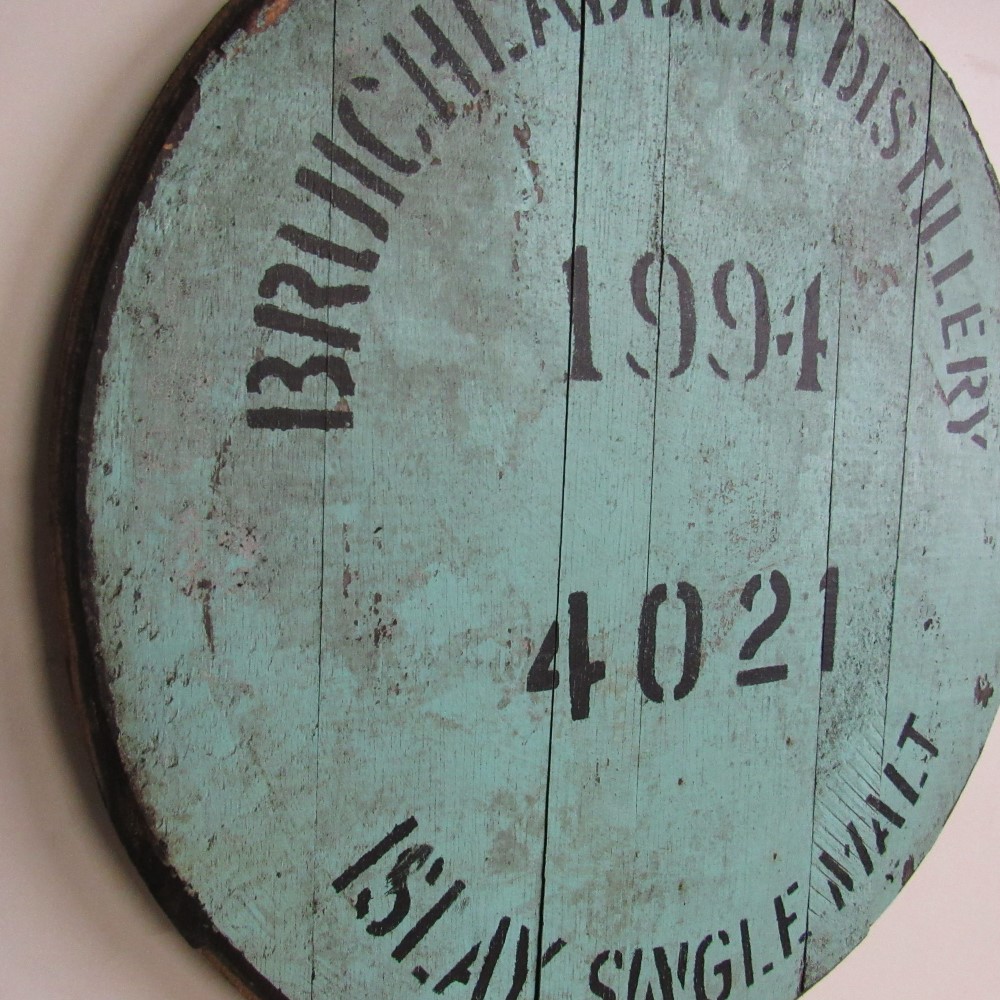 BRUICHLADDICH DISTILLERY
1994
4021
ISLAY SINGLE MALT